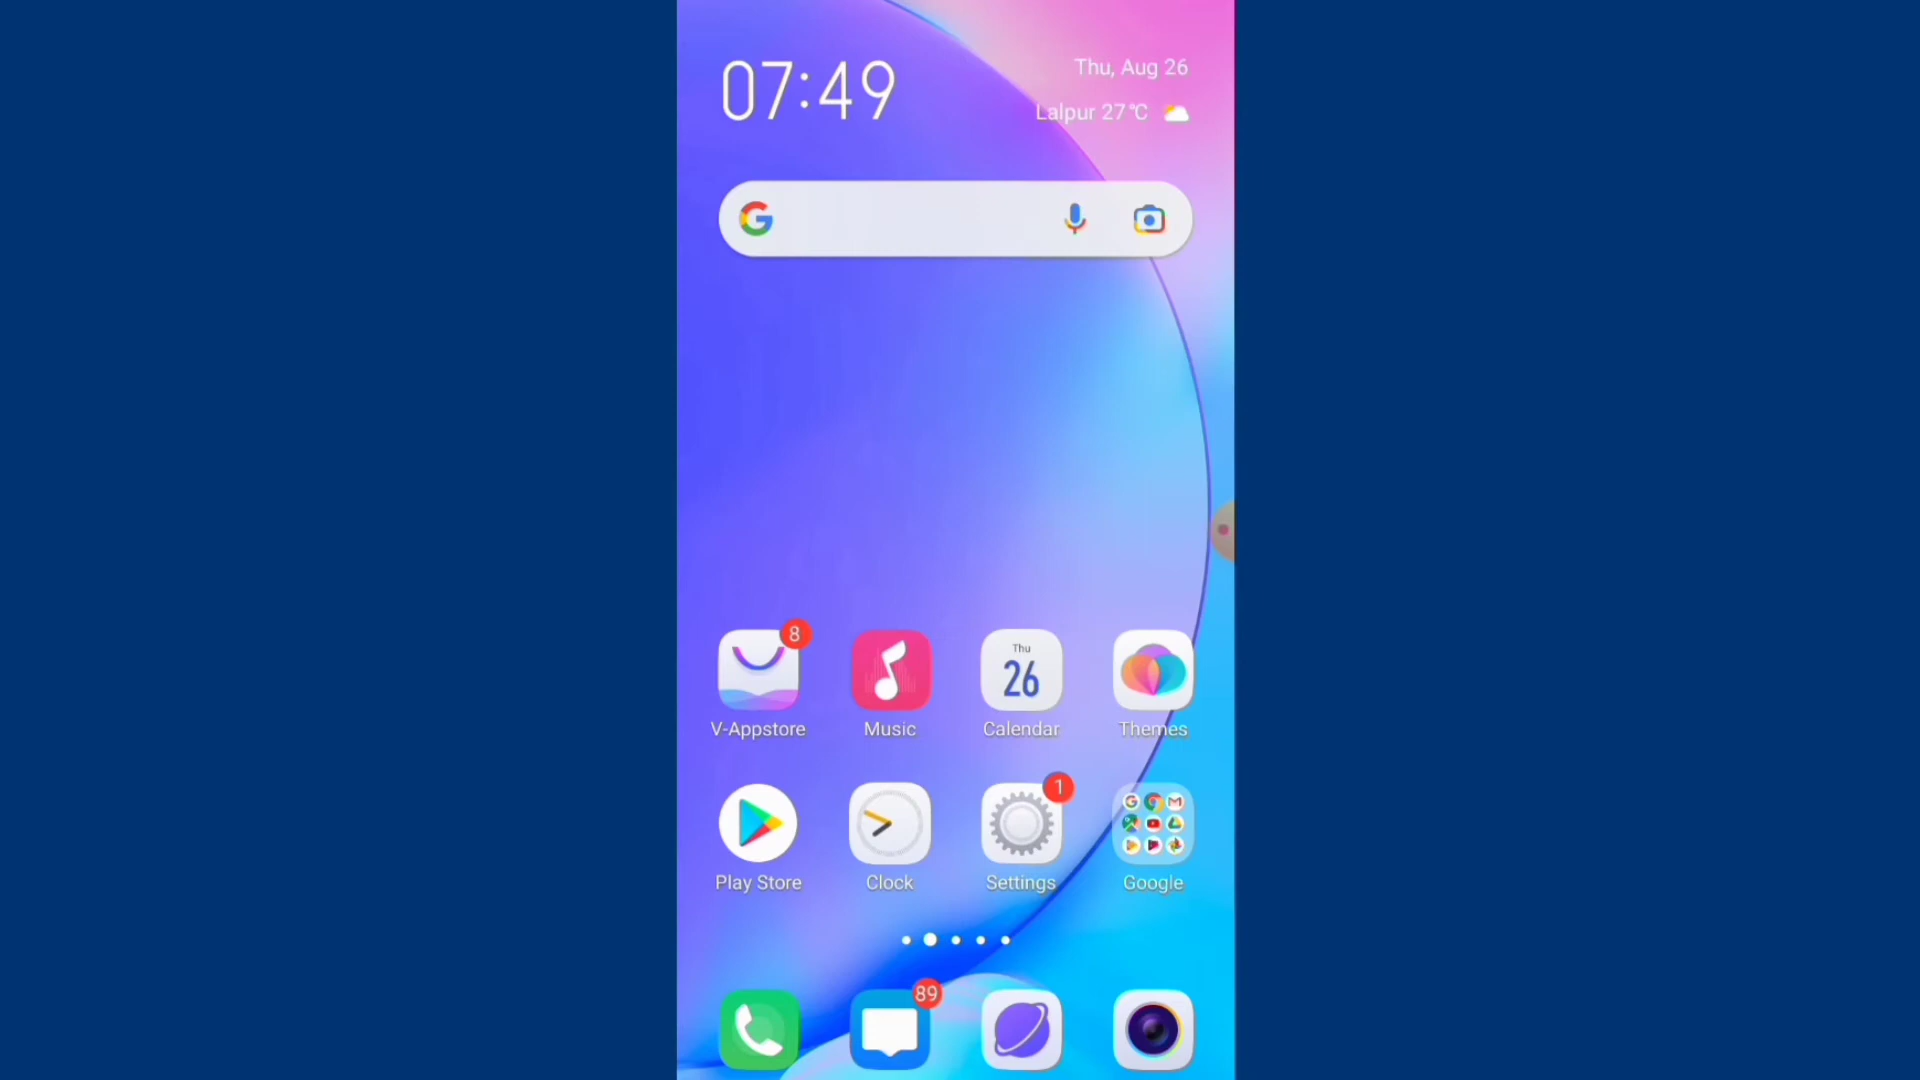 07:49
Thu, Aug 26
Lalpur 27°C
8
V-Appstore
Music
Thu
26
Calendar
Themes
Play Store
Clock
1
Settings
Google
89